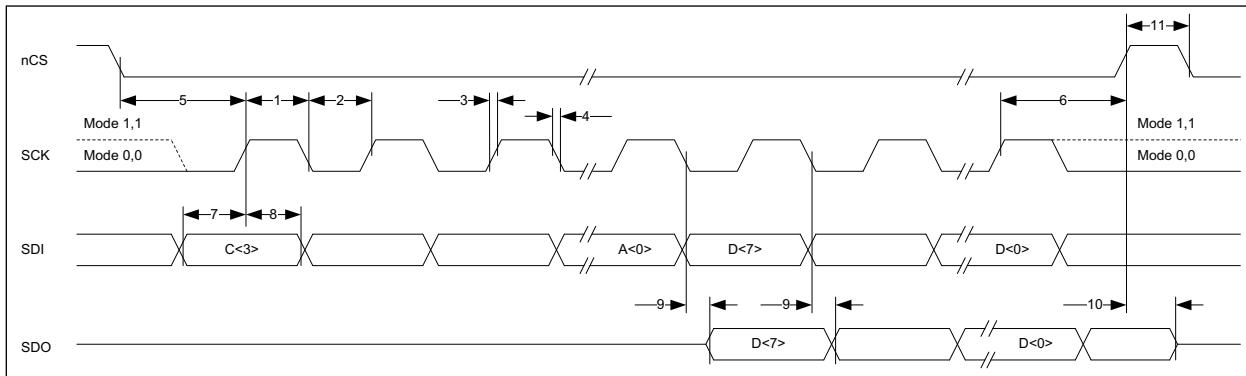 11
nCS
5
1
2
3
4
6
Mode 1,1
Mode 1,1
SCK
Mode 0,0
Mode 0,0
7
8
SDI
C<3>
A<0>
D<7>
D<0>
9
9
10
SDO
D<7>
D<0>